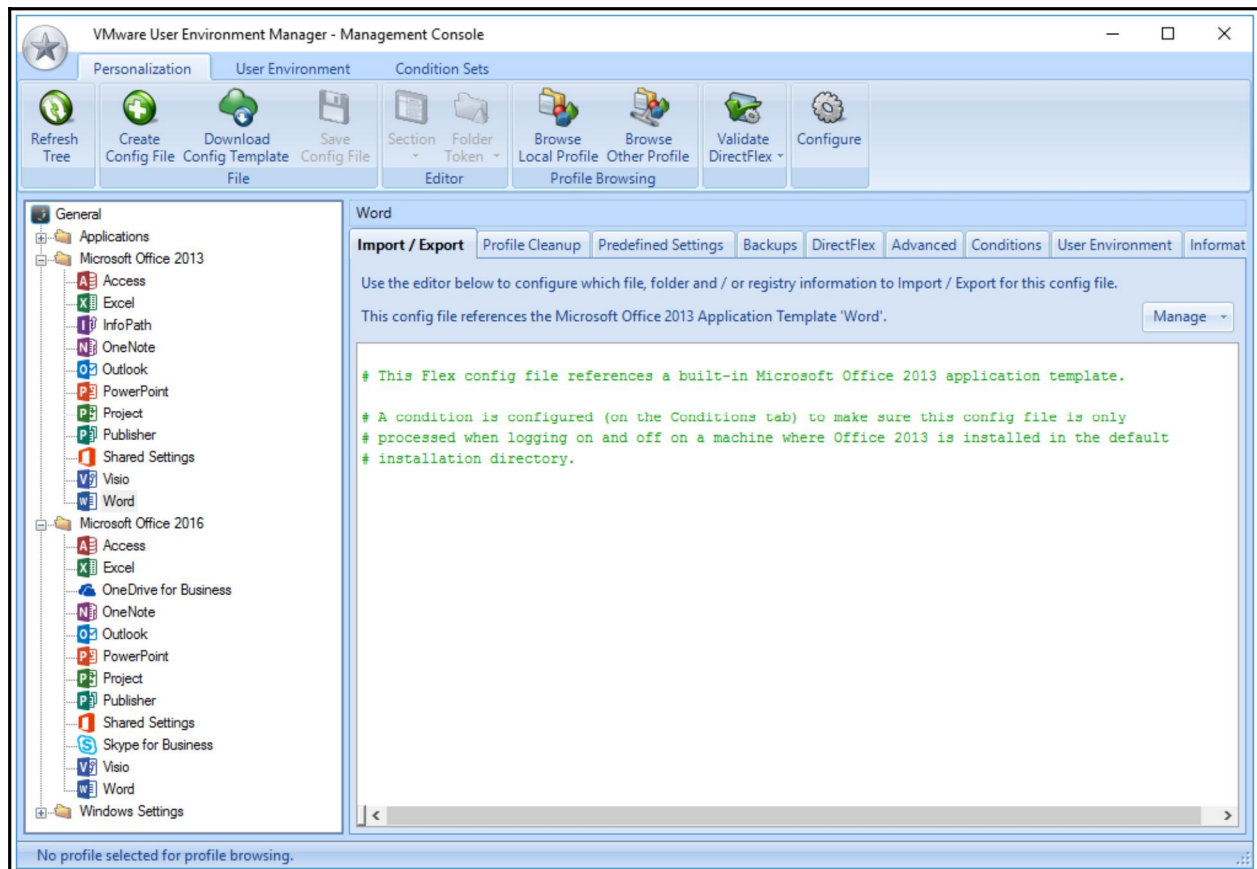 VMware User Environment Manager - Management Console
Personalization User Environment Condition Sets
Refresh Tree
Create Config File
Download Config Template
Save Config File
File
Section
Folder Token
Editor
Browse Local Profile
Browse Other Profile
Profile Browsing
Validate DirectFlex
Configure
General
Applications
Microsoft Office 2013
Access
Excel
InfoPath
OneNote
Outlook
PowerPoint
Project
Publisher
Shared Settings
Visio
Word
Microsoft Office 2016
Access
Excel
OneDrive for Business
OneNote
Outlook
PowerPoint
Project
Publisher
Shared Settings
Skype for Business
Visio
Word
Windows Settings
Word
Import / Export Profile Cleanup Predefined Settings Backups DirectFlex Advanced Conditions User Environment Informat
Use the editor below to configure which file, folder and / or registry information to Import / Export for this config file.
This config file references the Microsoft Office 2013 Application Template 'Word'.
Manage
# This Flex config file references a built-in Microsoft Office 2013 application template.
# A condition is configured (on the Conditions tab) to make sure this config file is only
# processed when logging on and off on a machine where Office 2013 is installed in the default
# installation directory.
No profile selected for profile browsing.